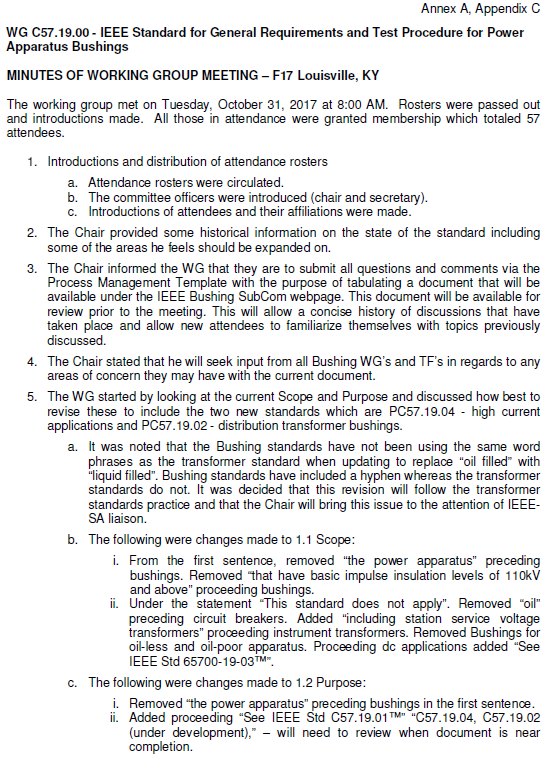 Annex A, Appendix C
WG C57.19.00 - IEEE Standard for General Requirements and Test Procedure for Power
Apparatus Bushings
MINUTES OF WORKING GROUP MEETING – F17 Louisville, KY
The working group met on Tuesday, October 31, 2017 at 8:00 AM. Rosters were passed out
and introductions made. All those in attendance were granted membership which totaled 57
attendees.
1. Introductions and distribution of attendance rosters
a. Attendance rosters were circulated.
b. The committee officers were introduced (chair and secretary).
c. Introductions of attendees and their affiliations were made.
2. The Chair provided some historical information on the state of the standard including
some of the areas he feels should be expanded on.
3. The Chair informed the WG that they are to submit all questions and comments via the
Process Management Template with the purpose of tabulating a document that will be
available under the IEEE Bushing SubCom webpage. This document will be available for
review prior to the meeting. This will allow a concise history of discussions that have
taken place and allow new attendees to familiarize themselves with topics previously
discussed.
4. The Chair stated that he will seek input from all Bushing WG's and TF's in regards to any
areas of concern they may have with the current document.
5. The WG started by looking at the current Scope and Purpose and discussed how best to
revise these to include the two new standards which are PC57.19.04 - high current
applications and PC57.19.02 - distribution transformer bushings.
a. It was noted that the Bushing standards have not been using the same word
phrases as the transformer standard when updating to replace “oil filled” with
“liquid filled”. Bushing standards have included a hyphen whereas the transformer
standards do not. It was decided that this revision will follow the transformer
standards practice and that the Chair will bring this issue to the attention of IEEE-
SA liaison.
b. The following were changes made to 1.1 Scope:
i. From the first sentence, removed “the power apparatus” preceding
bushings. Removed “that have basic impulse insulation levels of 110kV
and above” proceeding bushings.
ii. Under the statement “This standard does not apply”. Removed “oil”
preceding circuit breakers. Added “including station service voltage
transformers” proceeding instrument transformers. Removed Bushings for
oil-less and oil-poor apparatus. Proceeding dc applications added “See
IEEE Std 65700-19-03™”.
c. The following were changes made to 1.2 Purpose:
i. Removed “the power apparatus” preceding bushings in the first sentence.
ii. Added proceeding “See IEEE Std C57.19.01™” “C57.19.04, C57.19.02
(under development),” – will need to review when document is near
completion.